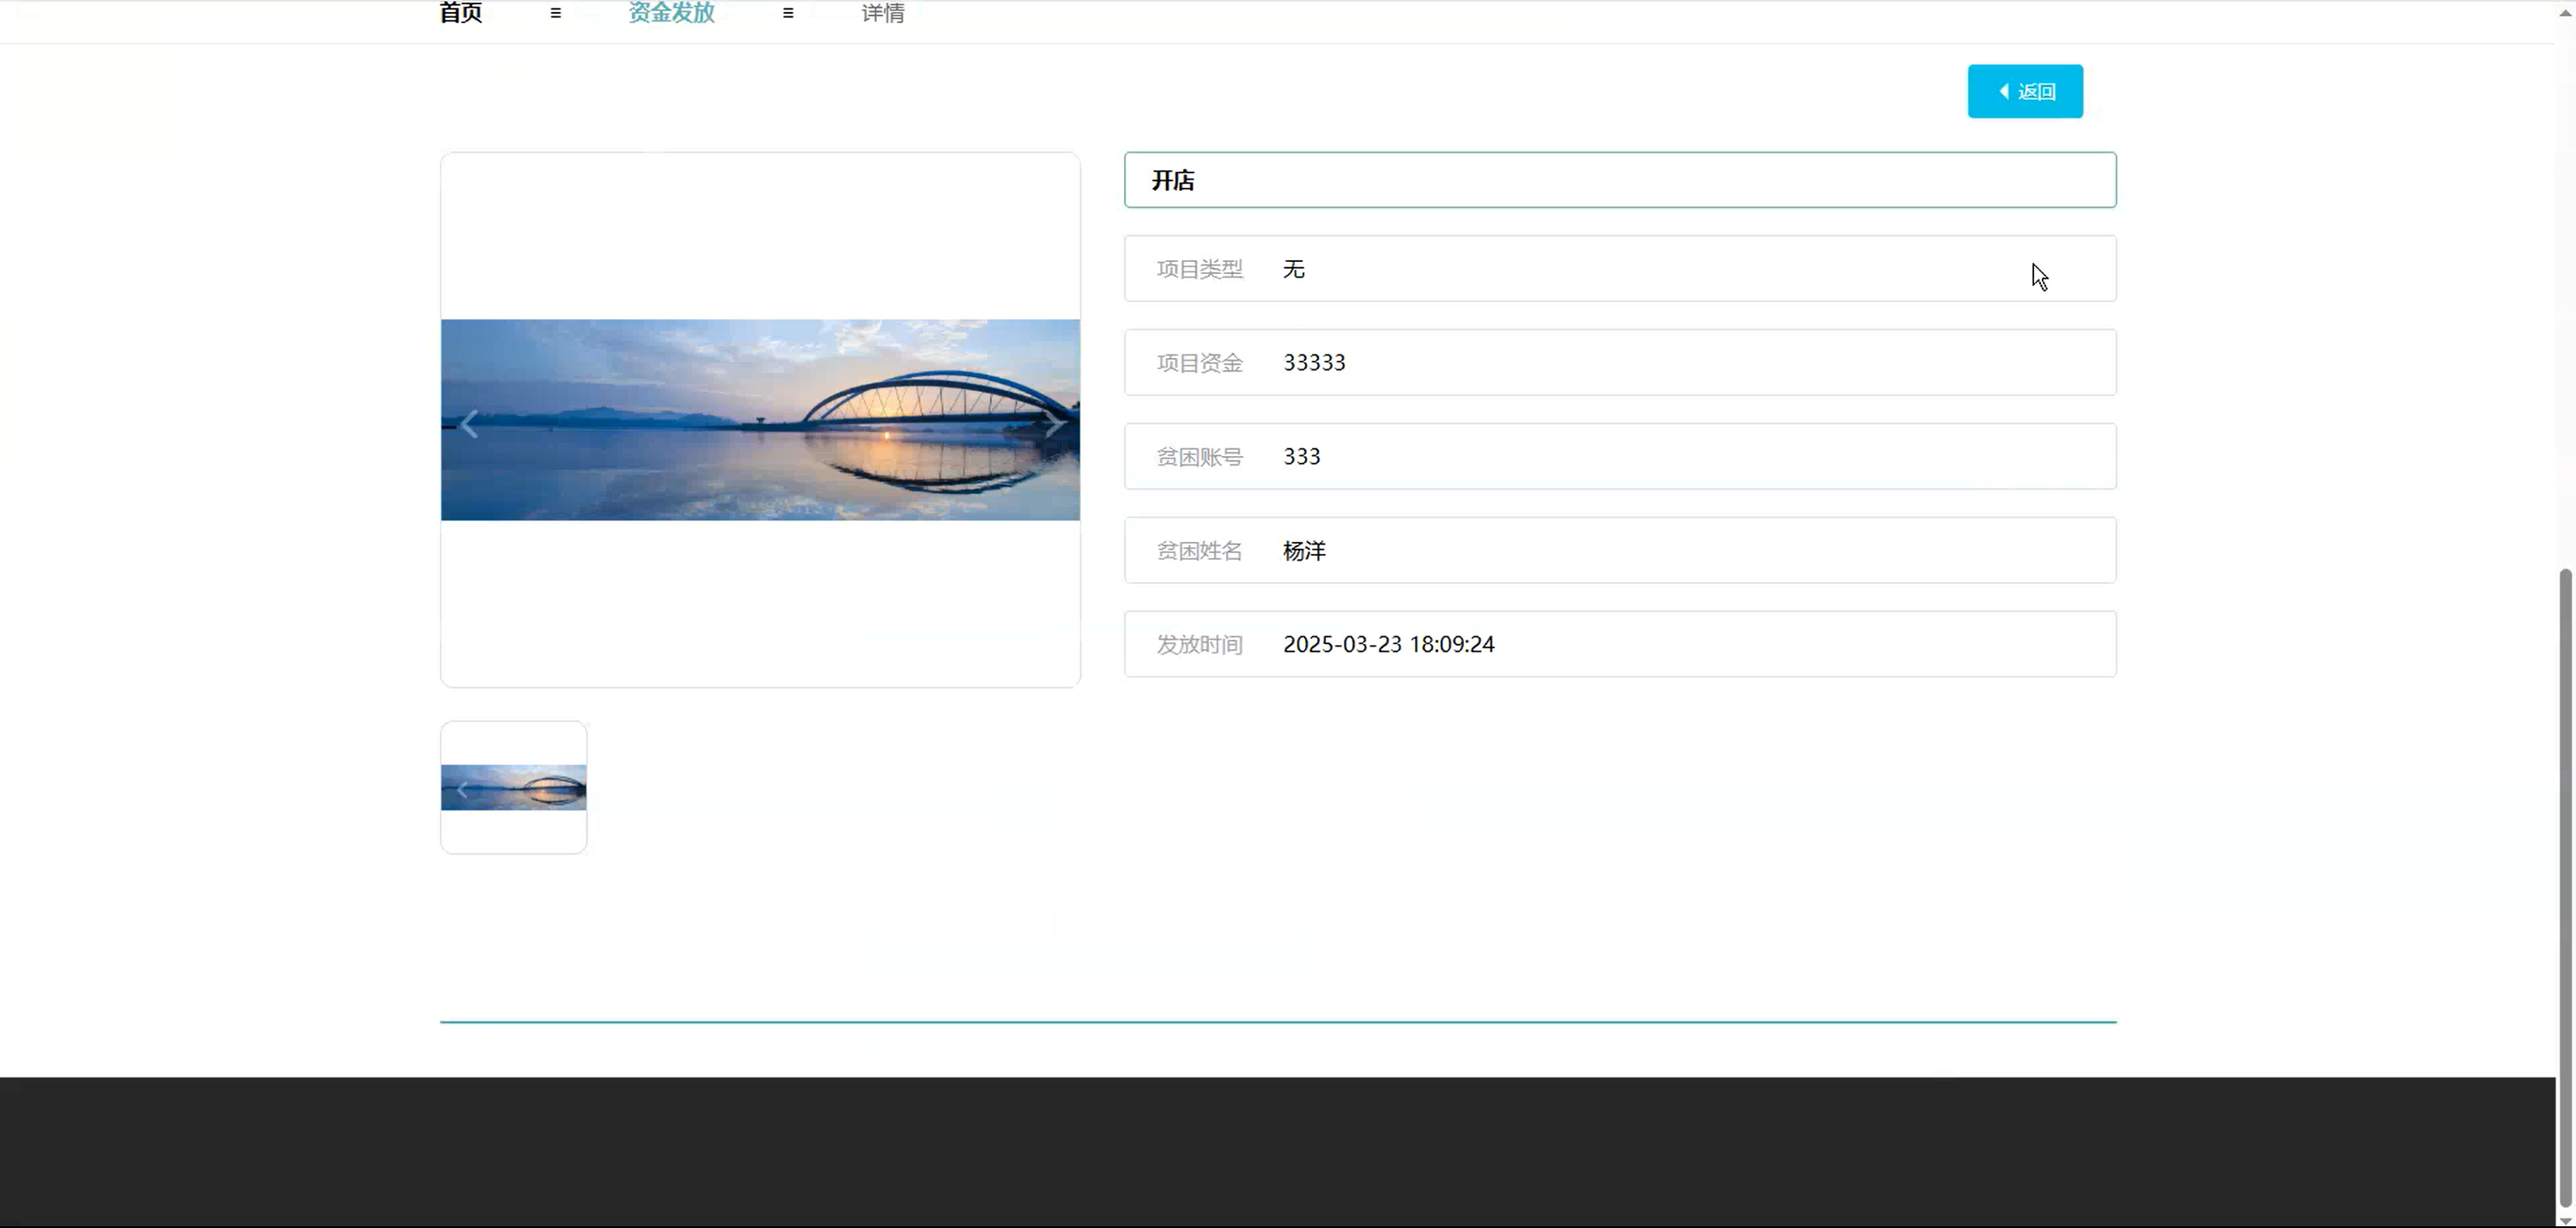 首页 ≡ 资金发放 ≡ 详情
返回
开店
项目类型 无
项目资金 33333
贫困账号 333
贫困姓名 杨洋
发放时间 2025-03-23 18:09:24